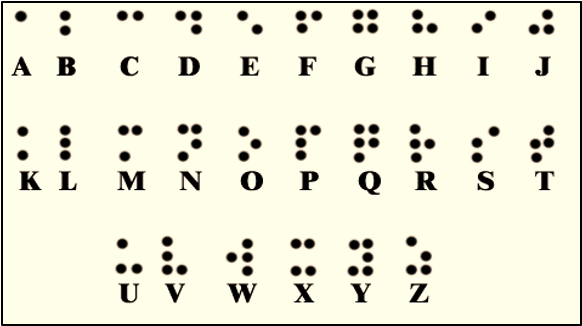 A B C D E F G H I J
K L M N O P Q R S T
U V W X Y Z